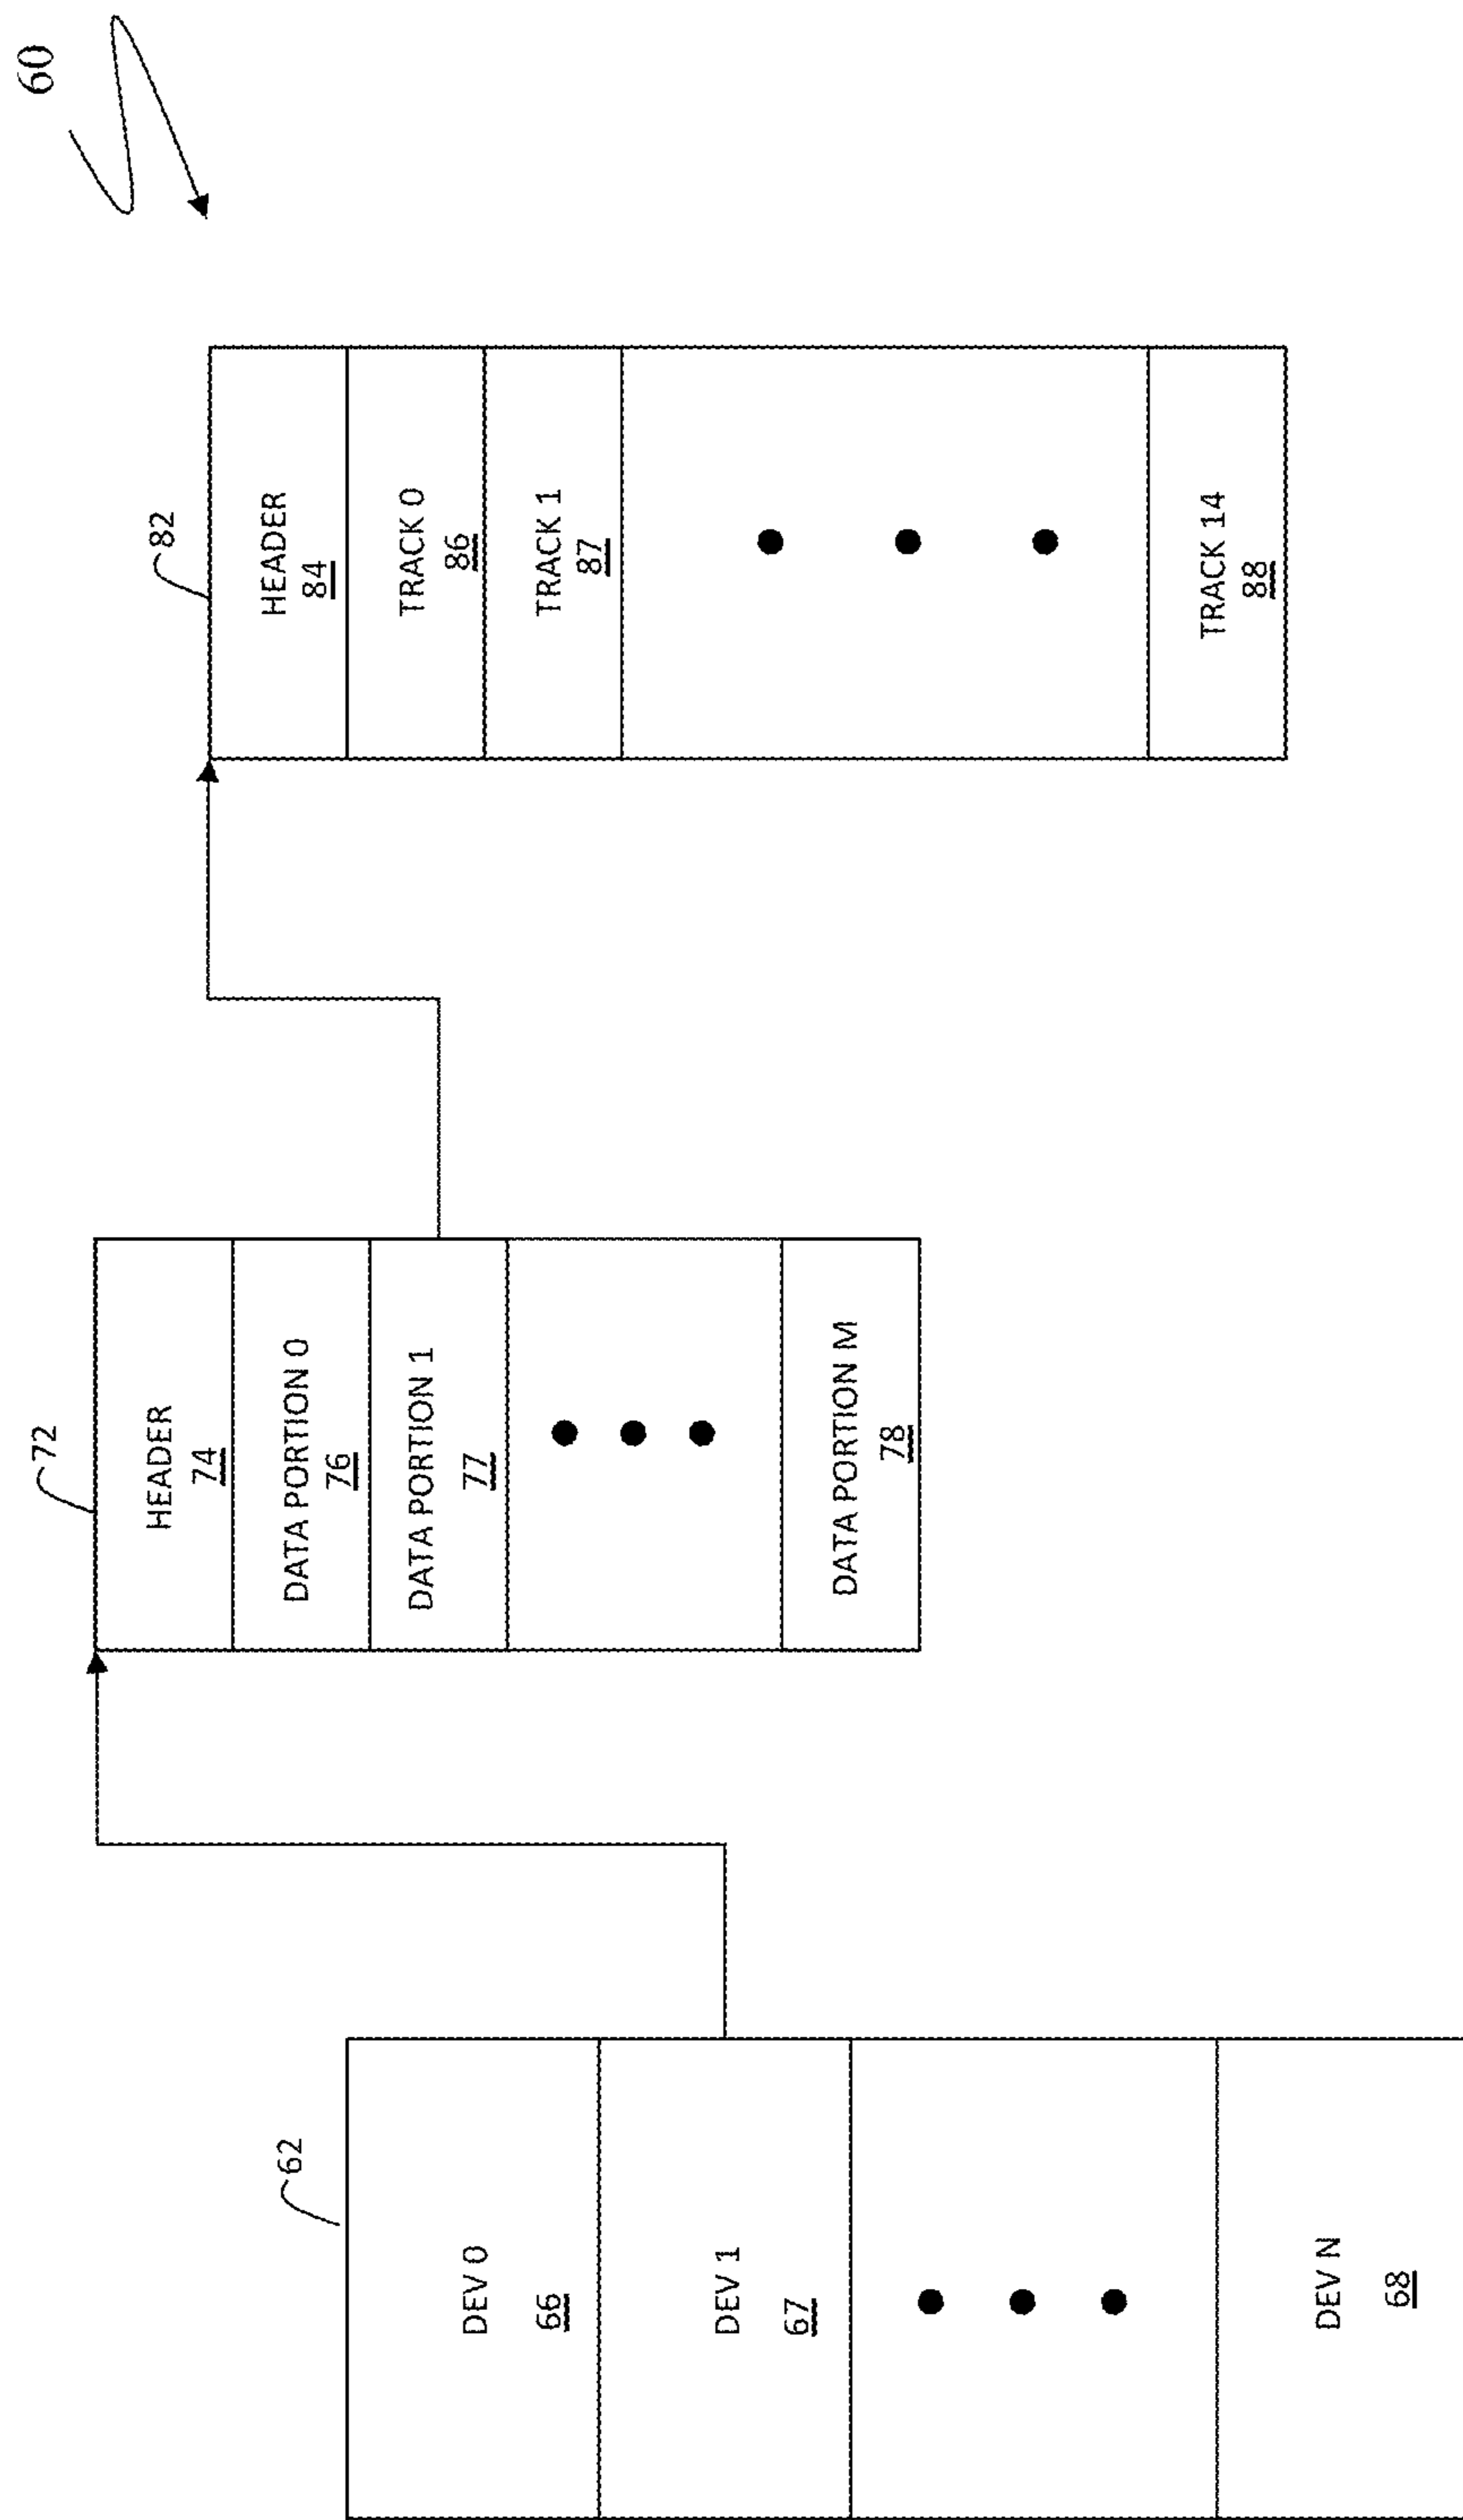 60
62
DEV 0
66
DEV 1
67
DEV N
68
72
HEADER
74
DATA PORTION 0
76
DATA PORTION 1
77
DATA PORTION M
78
82
HEADER
84
TRACK 0
86
TRACK 1
87
TRACK 14
88